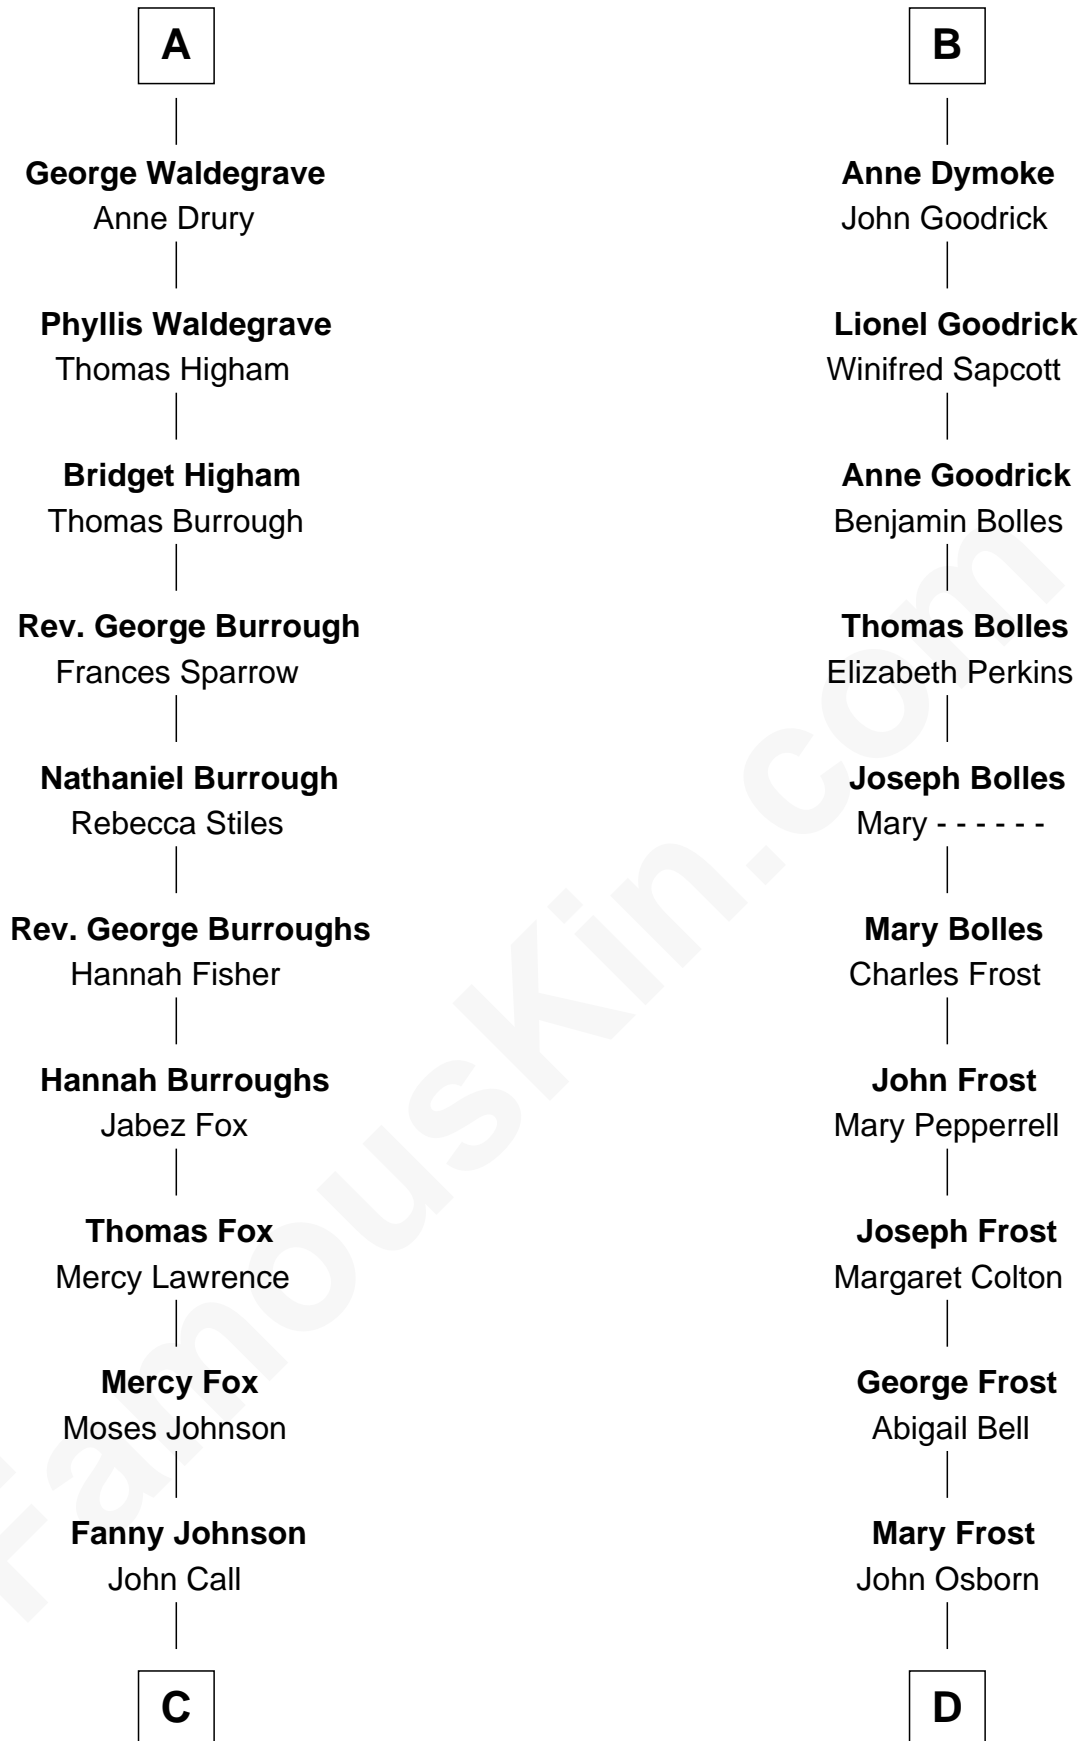 A
George Waldegrave
Anne Drury
Phyllis Waldegrave
Thomas Higham
Bridget Higham
Thomas Burrough
Rev. George Burrough
Frances Sparrow
Nathaniel Burrough
Rebecca Stiles
Rev. George Burroughs
Hannah Fisher
Hannah Burroughs
Jabez Fox
Thomas Fox
Mercy Lawrence
Mercy Fox
Moses Johnson
Fanny Johnson
John Call
C
B
Anne Dymoke
John Goodrick
Lionel Goodrick
Winifred Sapcott
Anne Goodrick
Benjamin Bolles
Thomas Bolles
Elizabeth Perkins
Joseph Bolles
Mary - - - - - -
Mary Bolles
Charles Frost
John Frost
Mary Pepperrell
Joseph Frost
Margaret Colton
George Frost
Abigail Bell
Mary Frost
John Osborn
D
FamousKin.com